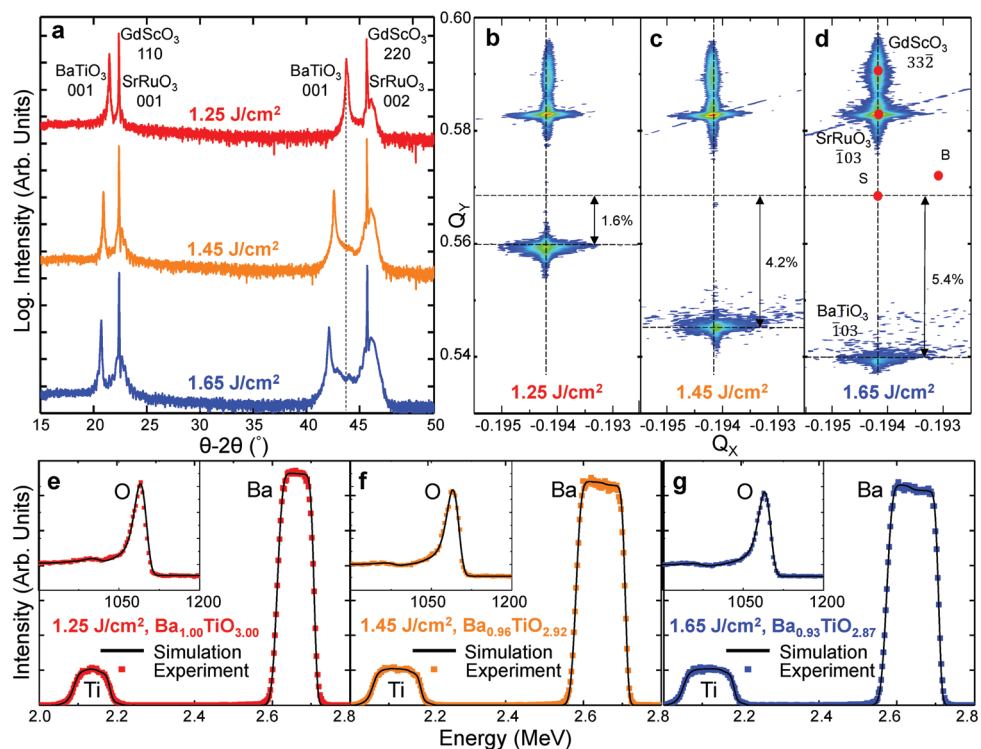 a
GdScO₃
110
BaTiO₃
001
SrRuO₃
001
GdScO₃
220
BaTiO₃
001
SrRuO₃
002
1.25 J/cm²
1.45 J/cm²
1.65 J/cm²
Log. Intensity (Arb. Units)
15 20 25 30 35 40 45 50
θ-2θ (°)
b
c
d
0.60
0.58
0.56
0.54
Q_Y
GdScO₃
332̅
SrRuO₃
1̅03
B
S
1.6%
4.2%
5.4%
BaTiO₃
1̅03
1.25 J/cm²
1.45 J/cm²
1.65 J/cm²
-0.195 -0.194 -0.193
-0.195 -0.194 -0.193
-0.195 -0.194 -0.193
Q_X
e
O
Ba
1050 1200
1.25 J/cm², Ba₁.₀₀TiO₃.₀₀
Simulation
Experiment
Ti
f
O
Ba
1050 1200
1.45 J/cm², Ba₀.₉₆TiO₂.₉₂
Simulation
Experiment
Ti
g
O
Ba
1050 1200
1.65 J/cm², Ba₀.₉₃TiO₂.₈₇
Simulation
Experiment
Ti
Intensity (Arb. Units)
2.0 2.2 2.4 2.6 2.8 2.2 2.4 2.6 2.8 2.2 2.4 2.6 2.8
Energy (MeV)